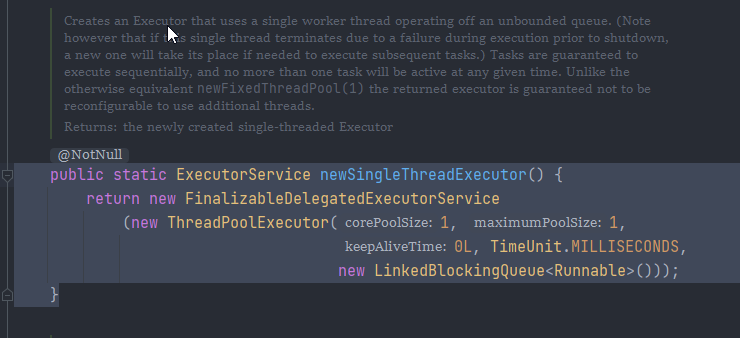 Creates an Executor that uses a single worker thread operating off an unbounded queue. (Note
however that if this single thread terminates due to a failure during execution prior to shutdown,
a new one will take its place if needed to execute subsequent tasks.) Tasks are guaranteed to
execute sequentially, and no more than one task will be active at any given time. Unlike the
otherwise equivalent newFixedThreadPool(1) the returned executor is guaranteed not to be
reconfigurable to use additional threads.
Returns: the newly created single-threaded Executor
@NotNull
public static ExecutorService newSingleThreadExecutor() {
return new FinalizableDelegatedExecutorService
(new ThreadPoolExecutor( corePoolSize: 1, maximumPoolSize: 1,
keepAliveTime: 0L, TimeUnit.MILLISECONDS,
new LinkedBlockingQueue<Runnable>()));
}